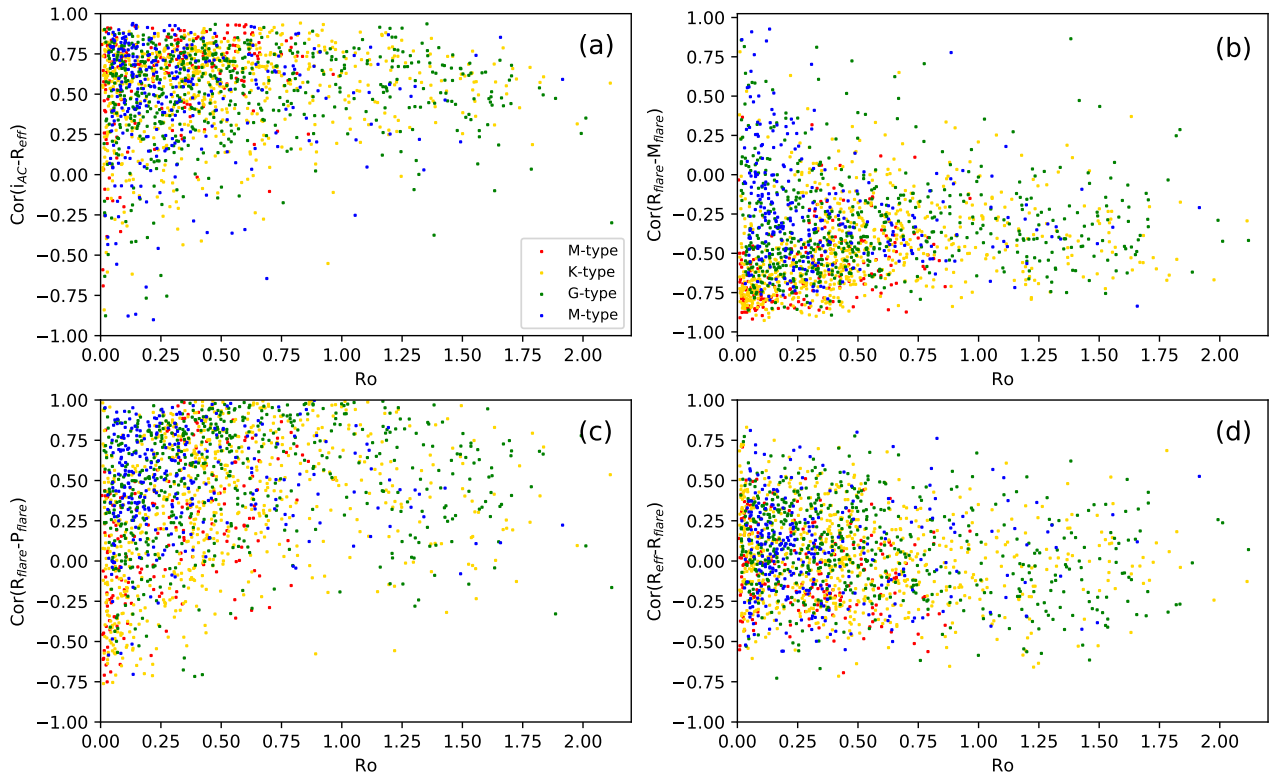 1.00
0.75
0.50
0.25
0.00
−0.25
−0.50
−0.75
−1.00
Cor(i_AC-R_eff)
(a)
M-type
K-type
G-type
M-type
0.00 0.25 0.50 0.75 1.00 1.25 1.50 1.75 2.00
Ro
1.00
0.75
0.50
0.25
0.00
−0.25
−0.50
−0.75
−1.00
Cor(R_flare-M_flare)
(b)
0.00 0.25 0.50 0.75 1.00 1.25 1.50 1.75 2.00
Ro
1.00
0.75
0.50
0.25
0.00
−0.25
−0.50
−0.75
−1.00
Cor(R_flare-P_flare)
(c)
0.00 0.25 0.50 0.75 1.00 1.25 1.50 1.75 2.00
Ro
1.00
0.75
0.50
0.25
0.00
−0.25
−0.50
−0.75
−1.00
Cor(R_eff-R_flare)
(d)
0.00 0.25 0.50 0.75 1.00 1.25 1.50 1.75 2.00
Ro